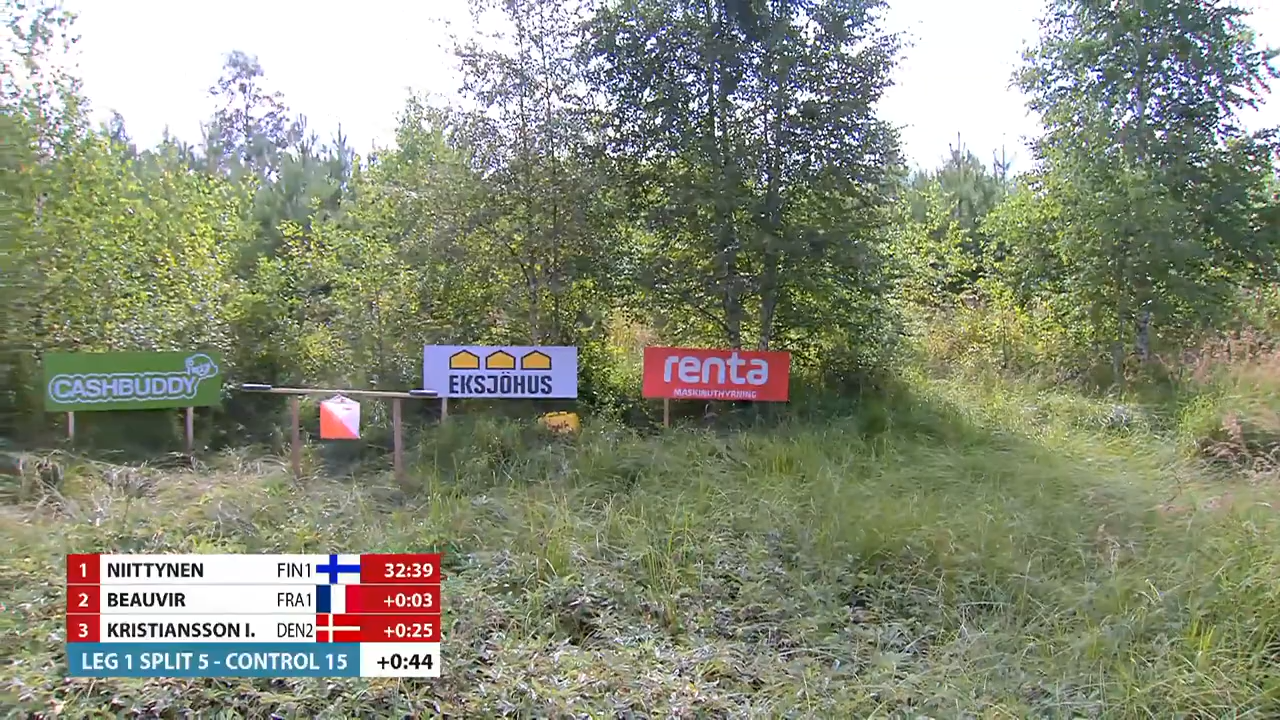 CASHBUDDY
EKSJÖHUS
renta
MASKINUTHYRNING
1 NIITTYNEN FIN1 32:39
2 BEAUVIR FRA1 +0:03
3 KRISTIANSSON I. DEN2 +0:25
LEG 1 SPLIT 5 - CONTROL 15 +0:44